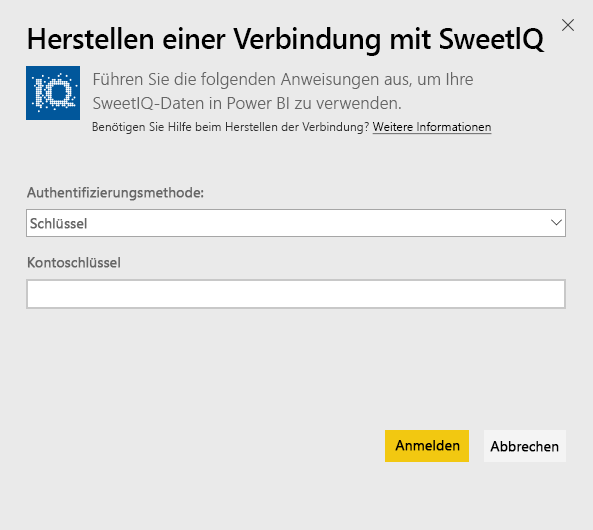 Herstellen einer Verbindung mit SweetIQ
IQ
Führen Sie die folgenden Anweisungen aus, um Ihre
SweetIQ-Daten in Power BI zu verwenden.
Benötigen Sie Hilfe beim Herstellen der Verbindung? Weitere Informationen
Authentifizierungsmethode:
Schlüssel
Kontoschlüssel
Anmelden Abbrechen